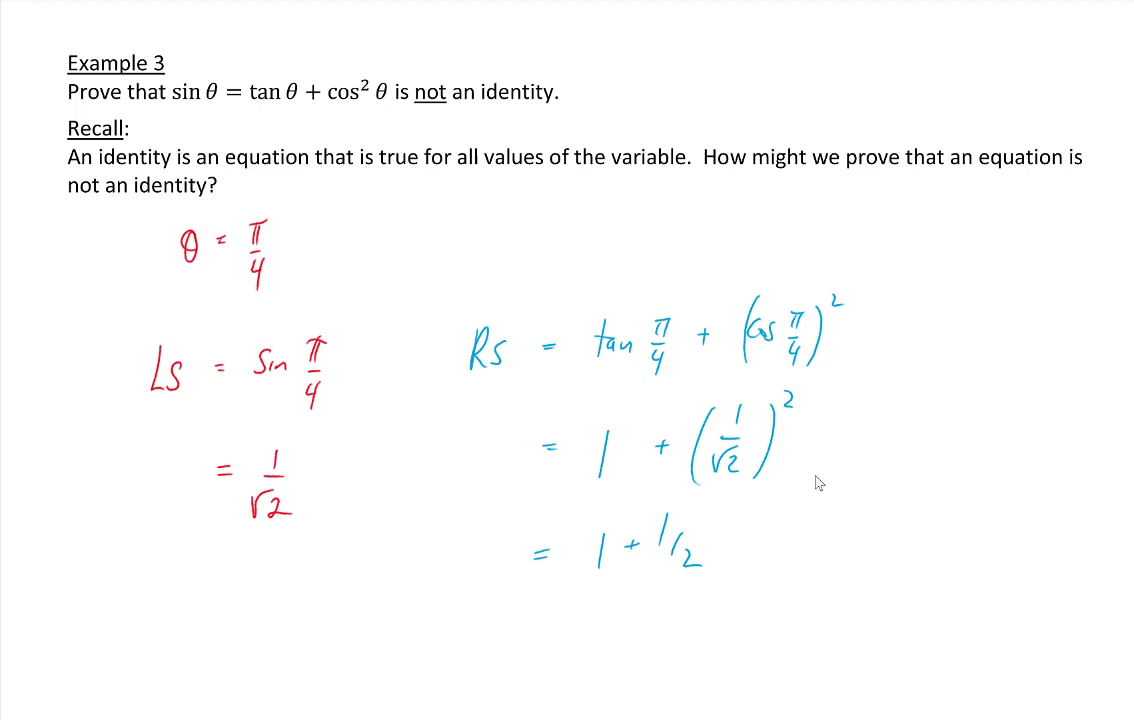 Example 3
Prove that sin θ = tan θ + cos² θ is not an identity.
Recall:
An identity is an equation that is true for all values of the variable. How might we prove that an equation is
not an identity?
θ = π/4
LS = sin π/4
= 1/√2
RS = tan π/4 + (cos π/4)²
= 1 + (1/√2)²
= 1 + 1/2